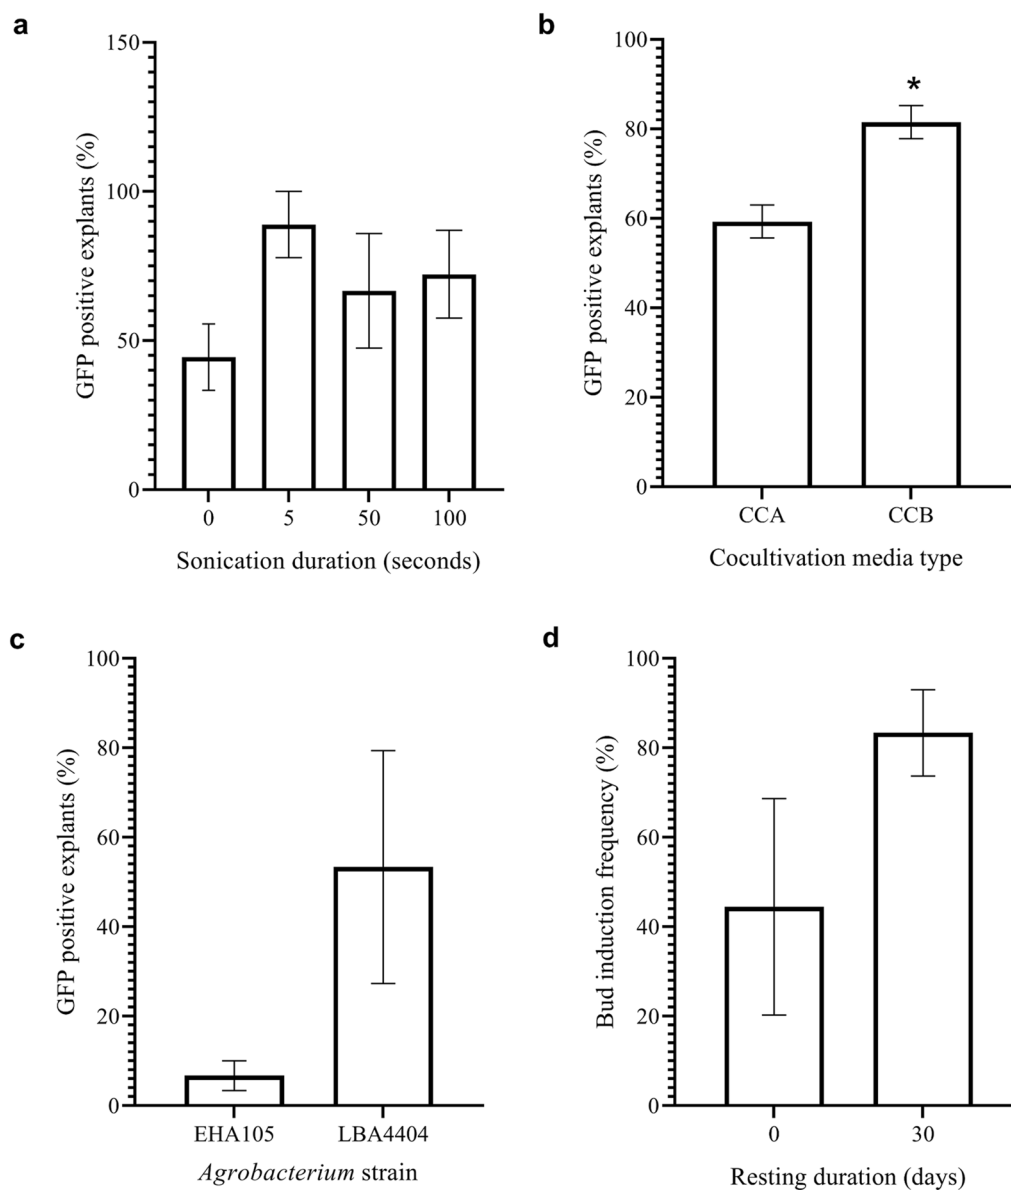 a
150
100
50
0
GFP positive explants (%)
0 5 50 100
Sonication duration (seconds)
b
100
80
60
40
20
0
GFP positive explants (%)
*
CCA CCB
Cocultivation media type
c
100
80
60
40
20
0
GFP positive explants (%)
EHA105 LBA4404
Agrobacterium strain
d
100
80
60
40
20
0
Bud induction frequency (%)
0 30
Resting duration (days)